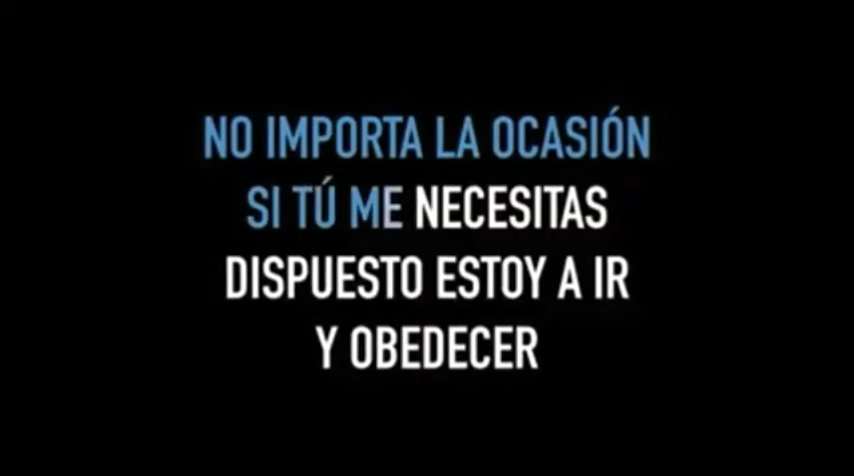 NO IMPORTA LA OCASIÓN
SI TÚ ME NECESITAS
DISPUESTO ESTOY A IR
Y OBEDECER